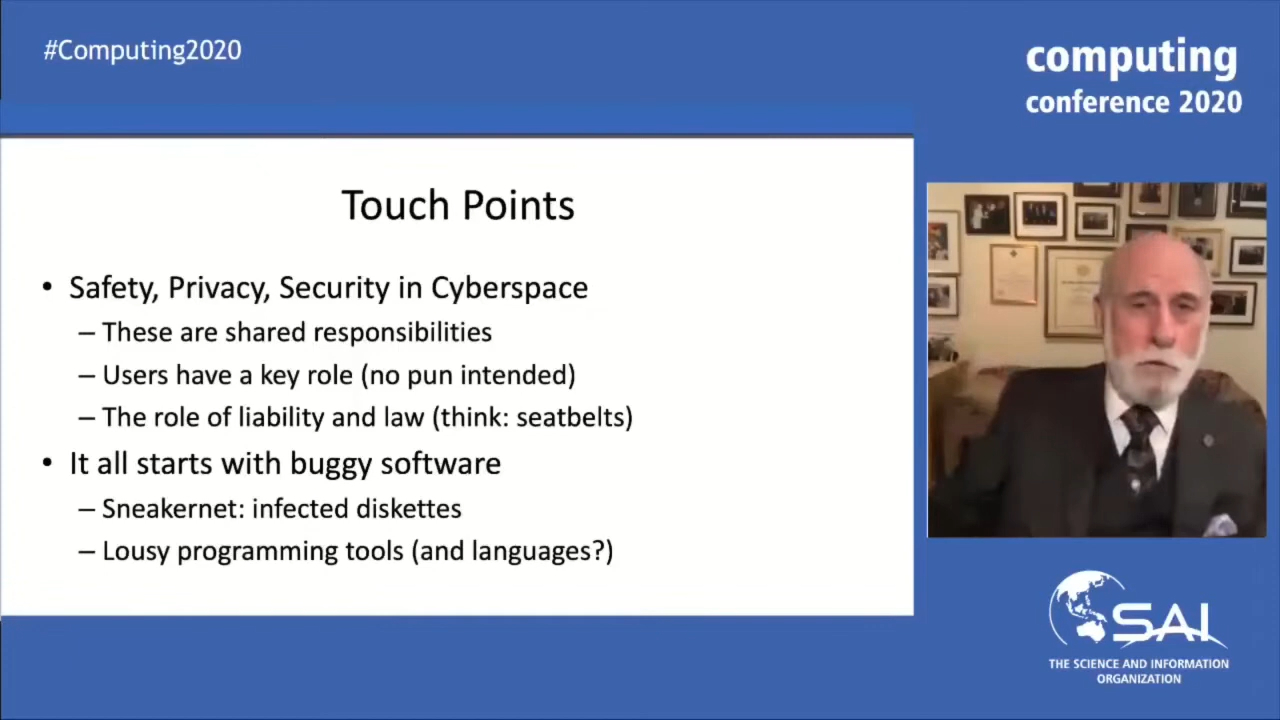 #Computing2020
computing
conference 2020
Touch Points
• Safety, Privacy, Security in Cyberspace
– These are shared responsibilities
– Users have a key role (no pun intended)
– The role of liability and law (think: seatbelts)
• It all starts with buggy software
– Sneakernet: infected diskettes
– Lousy programming tools (and languages?)
SAI
THE SCIENCE AND INFORMATION
ORGANIZATION